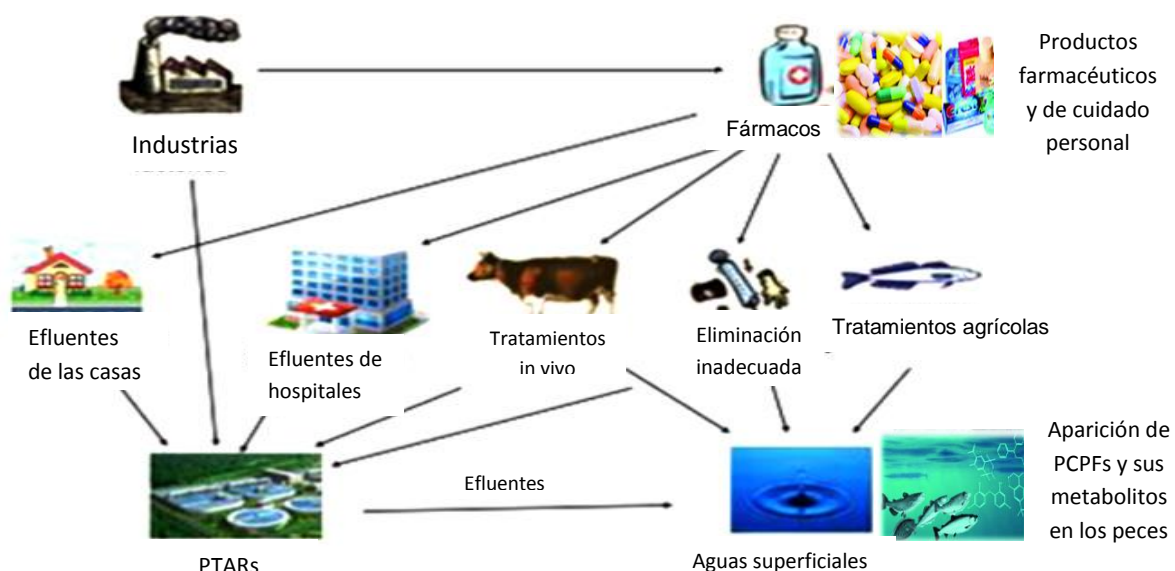 Productos
farmacéuticos
y de cuidado
personal
Fármacos
Industrias
Efluentes
de las casas
Efluentes de
hospitales
Tratamientos
in vivo
Eliminación
inadecuada
Tratamientos agrícolas
Efluentes
Aparición de
PCPFs y sus
metabolitos
en los peces
PTARs
Aguas superficiales